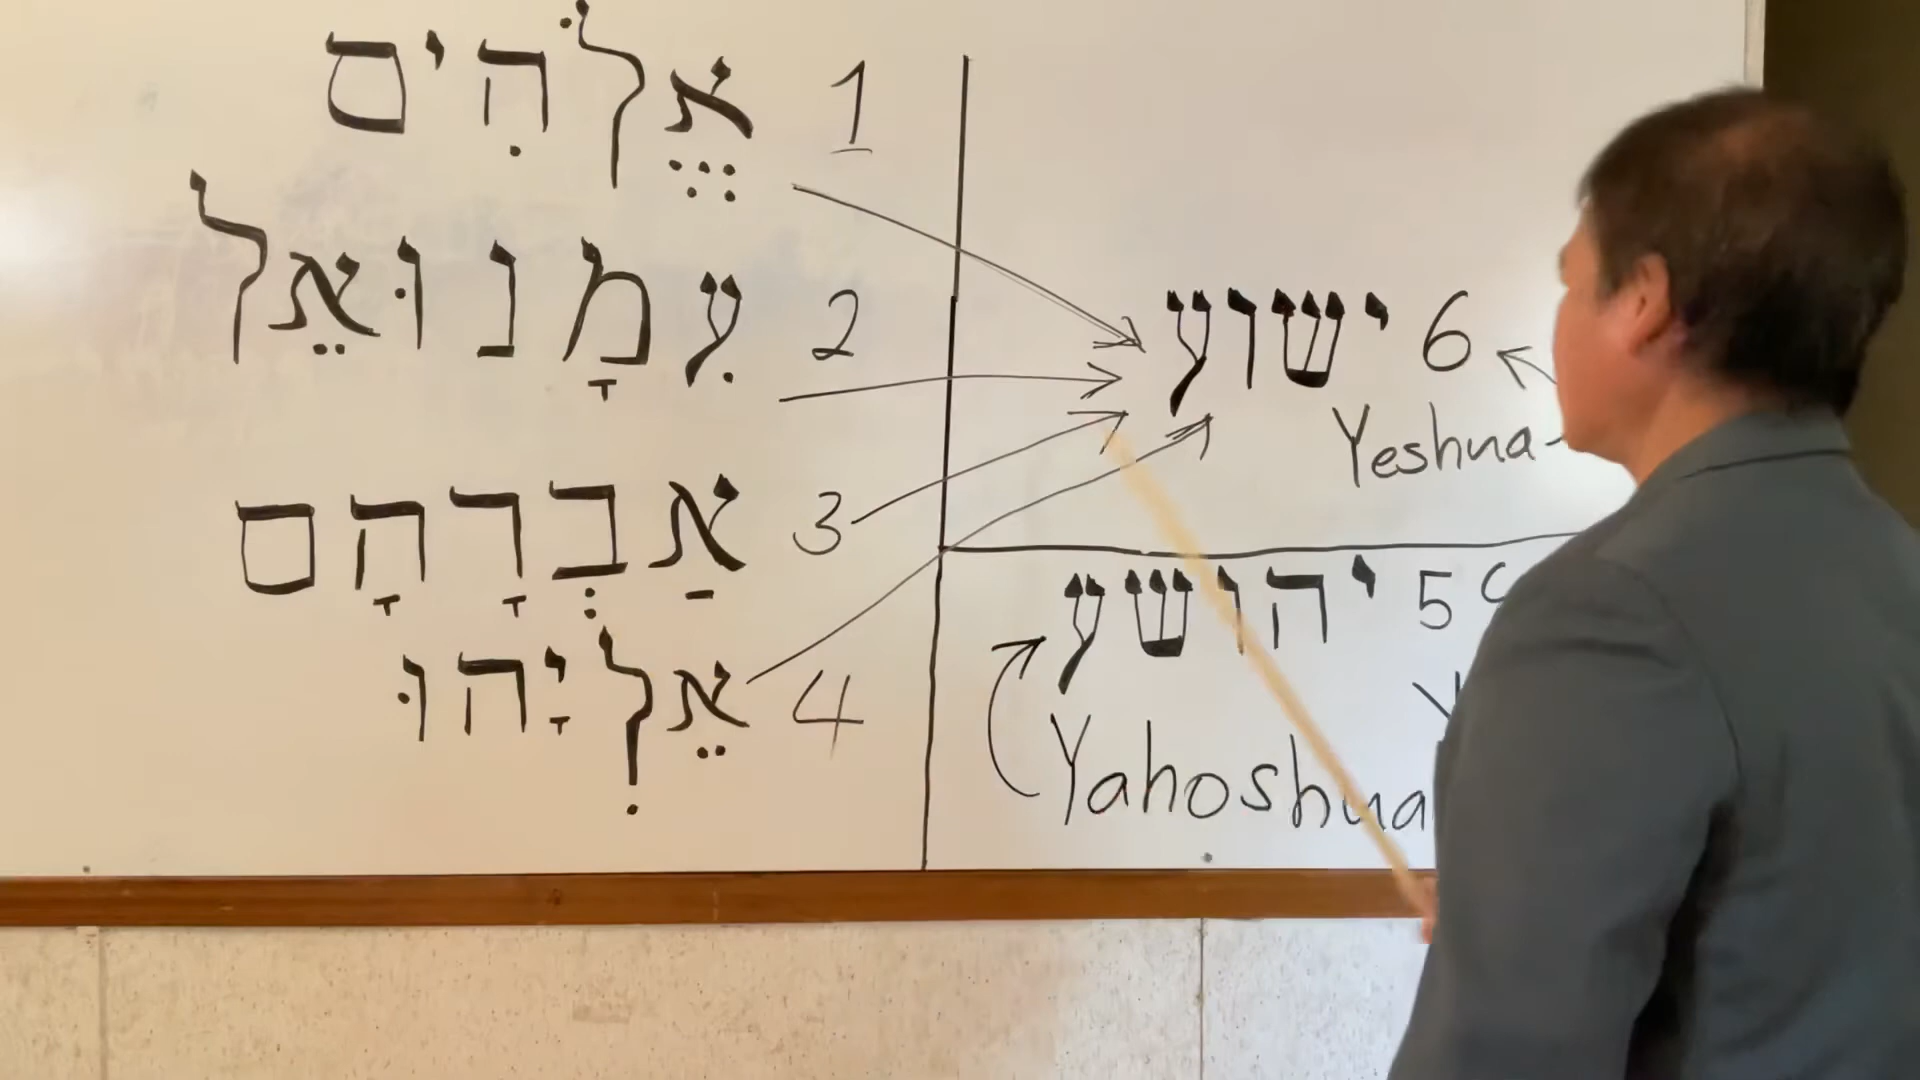 אֱלֹהִים 1
עִמָנוּאֵל 2
אַבְרָהָם 3
אֵלִיָהוּ 4
ישוע 6
Yeshua
יהושע 5
Yahoshua